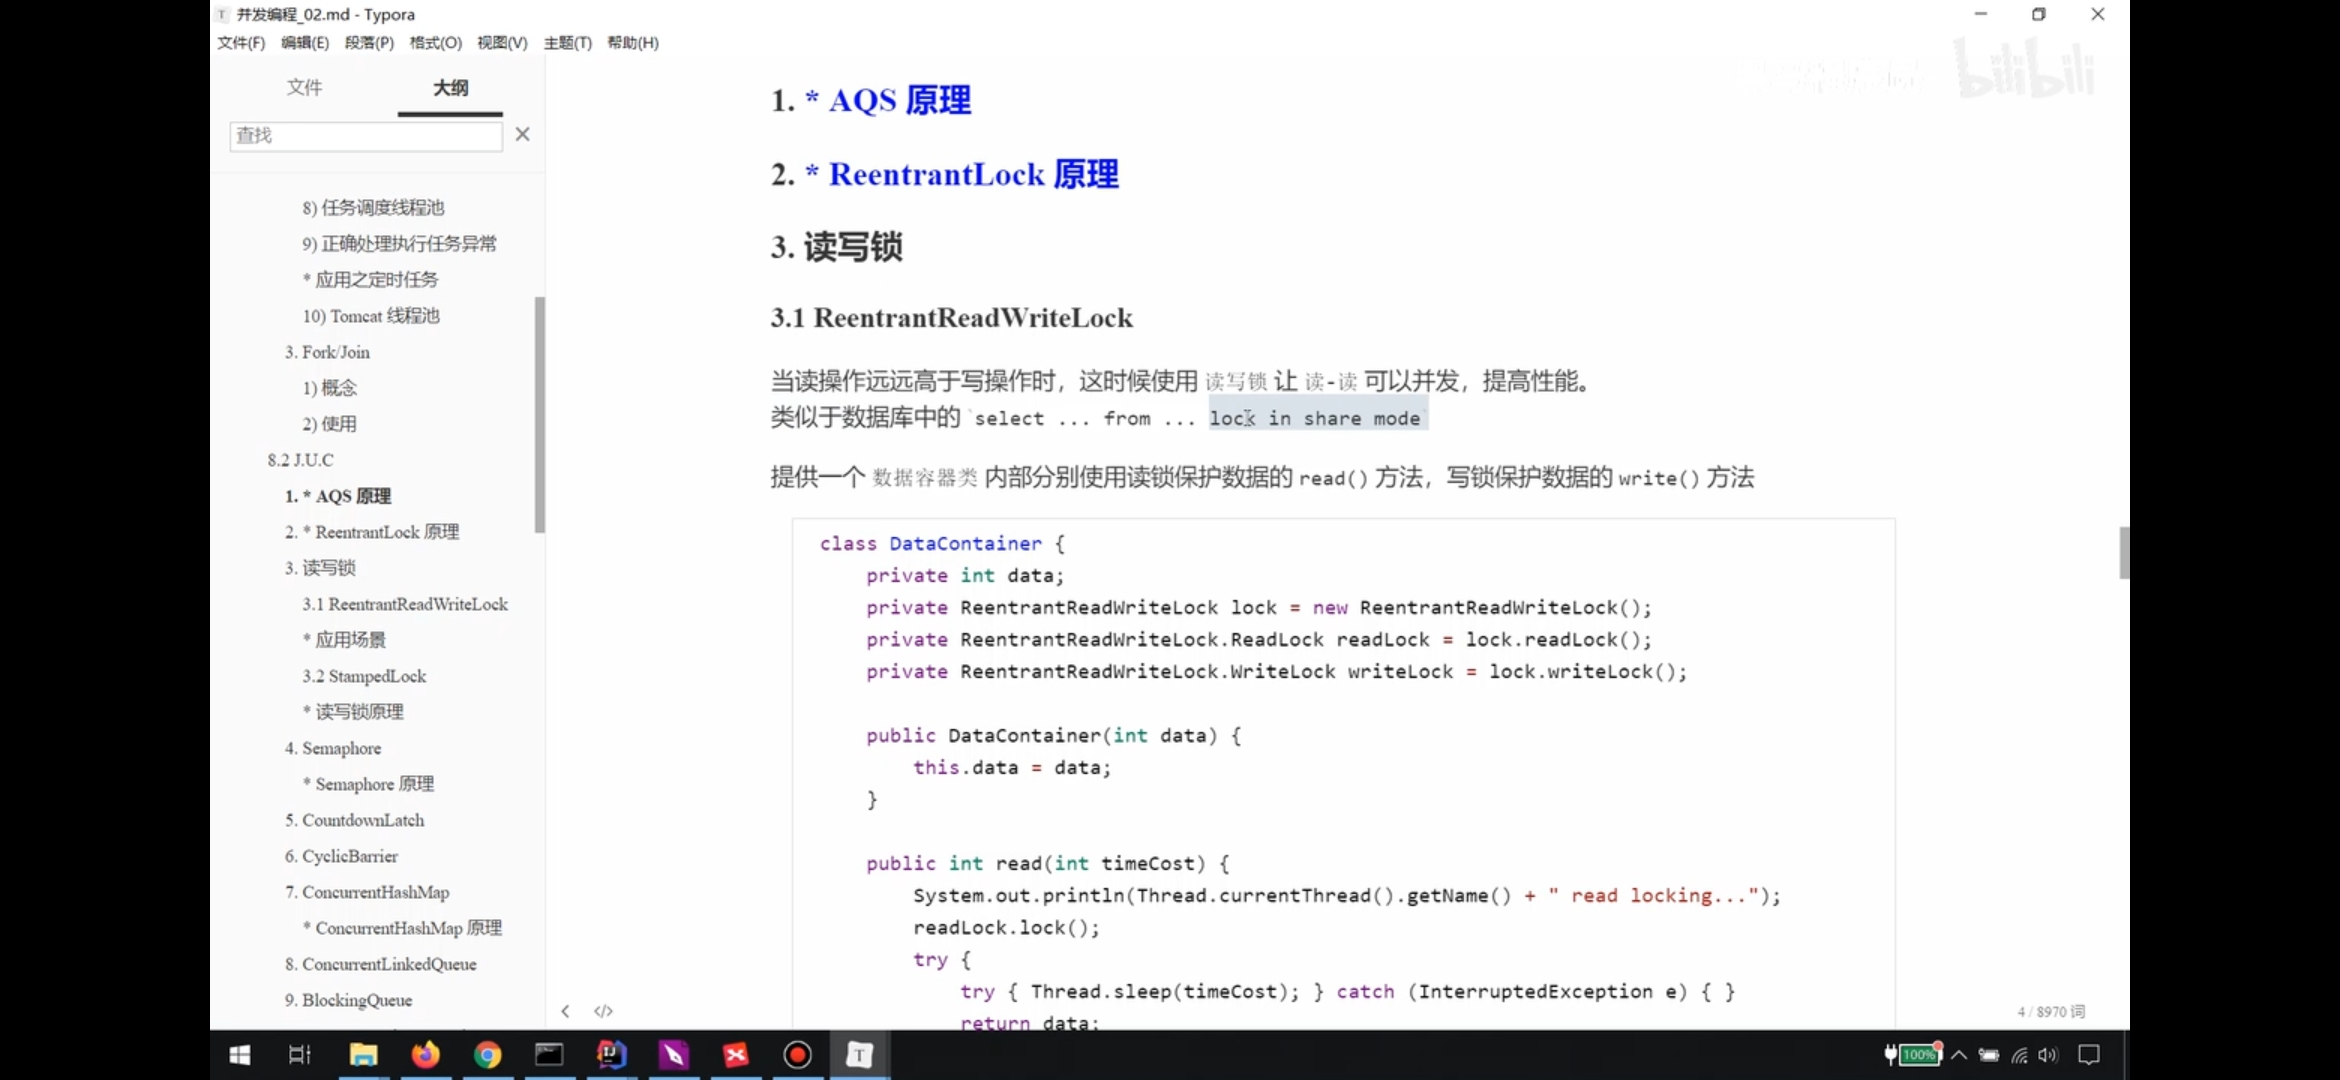 并发编程_02.md - Typora
文件(F) 编辑(E) 段落(P) 格式(O) 视图(V) 主题(T) 帮助(H)
文件 大纲
查找
8) 任务调度线程池
9) 正确处理执行任务异常
* 应用之定时任务
10) Tomcat 线程池
3. Fork/Join
1) 概念
2) 使用
8.2 J.U.C
1. * AQS 原理
2. * ReentrantLock 原理
3. 读写锁
3.1 ReentrantReadWriteLock
* 应用场景
3.2 StampedLock
* 读写锁原理
4. Semaphore
* Semaphore 原理
5. CountdownLatch
6. CyclicBarrier
7. ConcurrentHashMap
* ConcurrentHashMap 原理
8. ConcurrentLinkedQueue
9. BlockingQueue
bilibili
1. * AQS 原理
2. * ReentrantLock 原理
3. 读写锁
3.1 ReentrantReadWriteLock
当读操作远远高于写操作时，这时候使用 读写锁 让 读-读 可以并发，提高性能。
类似于数据库中的 `select ... from ... lock in share mode`
提供一个 数据容器类 内部分别使用读锁保护数据的 read() 方法，写锁保护数据的 write() 方法
class DataContainer {
private int data;
private ReentrantReadWriteLock lock = new ReentrantReadWriteLock();
private ReentrantReadWriteLock.ReadLock readLock = lock.readLock();
private ReentrantReadWriteLock.WriteLock writeLock = lock.writeLock();
public DataContainer(int data) {
this.data = data;
}
public int read(int timeCost) {
System.out.println(Thread.currentThread().getName() + " read locking...");
readLock.lock();
try {
try { Thread.sleep(timeCost); } catch (InterruptedException e) { }
return data;
4 / 8970 词
100%